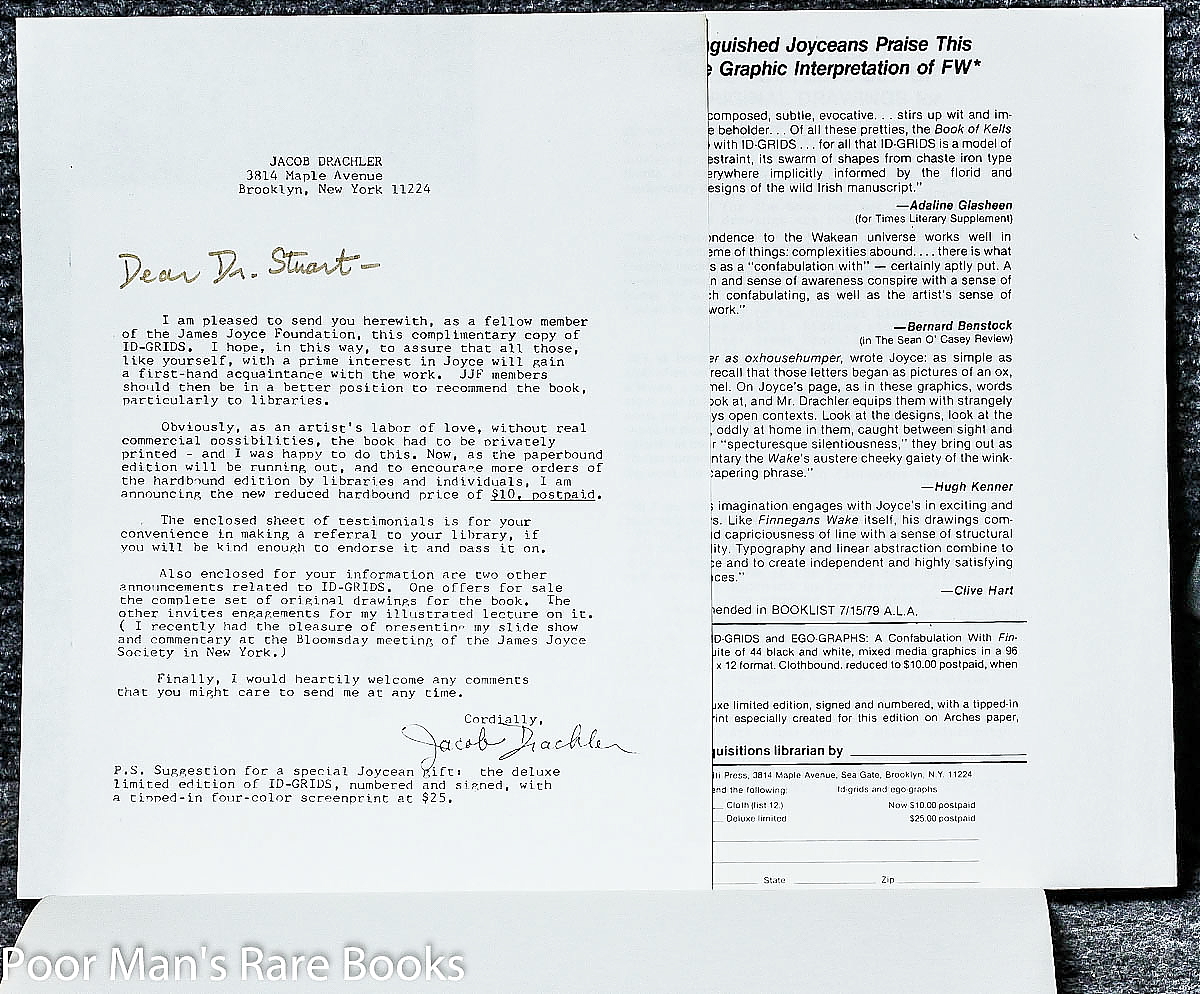 JACOB DRACHLER
3814 Maple Avenue
Brooklyn, New York 11224
Dear Dr. Stuart —
I am pleased to send you herewith, as a fellow member
of the James Joyce Foundation, this complimentary copy of
ID-GRIDS. I hope, in this way, to assure that all those,
like yourself, with a prime interest in Joyce will gain
a first-hand acquaintance with the work. JJF members
should then be in a better position to recommend the book,
particularly to libraries.
Obviously, as an artist's labor of love, without real
commercial possibilities, the book had to be privately
printed - and I was happy to do this. Now, as the paperbound
edition will be running out, and to encourage more orders of
the hardbound edition by libraries and individuals, I am
announcing the new reduced hardbound price of $10, postpaid.
The enclosed sheet of testimonials is for your
convenience in making a referral to your library, if
you will be kind enough to endorse it and pass it on.
Also enclosed for your information are two other
announcements related to ID-GRIDS. One offers for sale
the complete set of original drawings for the book. The
other invites engagements for my illustrated lecture on it.
( I recently had the pleasure of presenting my slide show
and commentary at the Bloomsday meeting of the James Joyce
Society in New York.)
Finally, I would heartily welcome any comments
that you might care to send me at any time.
Cordially,
Jacob Drachler
P.S. Suggestion for a special Joycean gift: the deluxe
limited edition of ID-GRIDS, numbered and signed, with
a tipped-in four-color screenprint at $25.
guished Joyceans Praise This
e Graphic Interpretation of FW*
composed, subtle, evocative. . . stirs up wit and im-
e beholder. . . Of all these pretties, the Book of Kells
with ID-GRIDS . . . for all that ID-GRIDS is a model of
estraint, its swarm of shapes from chaste iron type
erywhere implicitly informed by the florid and
esigns of the wild Irish manuscript."
—Adaline Glasheen
(for Times Literary Supplement)
ondence to the Wakean universe works well in
eme of things: complexities abound. . . . there is what
s as a "confabulation with" — certainly aptly put. A
n and sense of awareness conspire with a sense of
ch confabulating, as well as the artist's sense of
work."
—Bernard Benstock
(in The Sean O' Casey Review)
er as oxhousehumper, wrote Joyce: as simple as
recall that those letters began as pictures of an ox,
mel. On Joyce's page, as in these graphics, words
ook at, and Mr. Drachler equips them with strangely
ys open contexts. Look at the designs, look at the
, oddly at home in them, caught between sight and
r "specturesque silentiousness," they bring out as
ntary the Wake's austere cheeky gaiety of the wink-
capering phrase."
—Hugh Kenner
s imagination engages with Joyce's in exciting and
s. Like Finnegans Wake itself, his drawings com-
d capriciousness of line with a sense of structural
ity. Typography and linear abstraction combine to
ce and to create independent and highly satisfying
ces."
—Clive Hart
ended in BOOKLIST 7/15/79 A.L.A.
D-GRIDS and EGO-GRAPHS: A Confabulation With Fin-
uite of 44 black and white, mixed media graphics in a 96
x 12 format. Clothbound. reduced to $10.00 postpaid, when
uxe limited edition, signed and numbered, with a tipped-in
rint especially created for this edition on Arches paper,
quisitions librarian by
Press, 3814 Maple Avenue, Sea Gate, Brooklyn, N.Y. 11224
end the following: Id-grids and ego-graphs
Cloth (list 12.) Now $10.00 postpaid
Deluxe limited $25.00 postpaid
State Zip
Poor Man's Rare Books